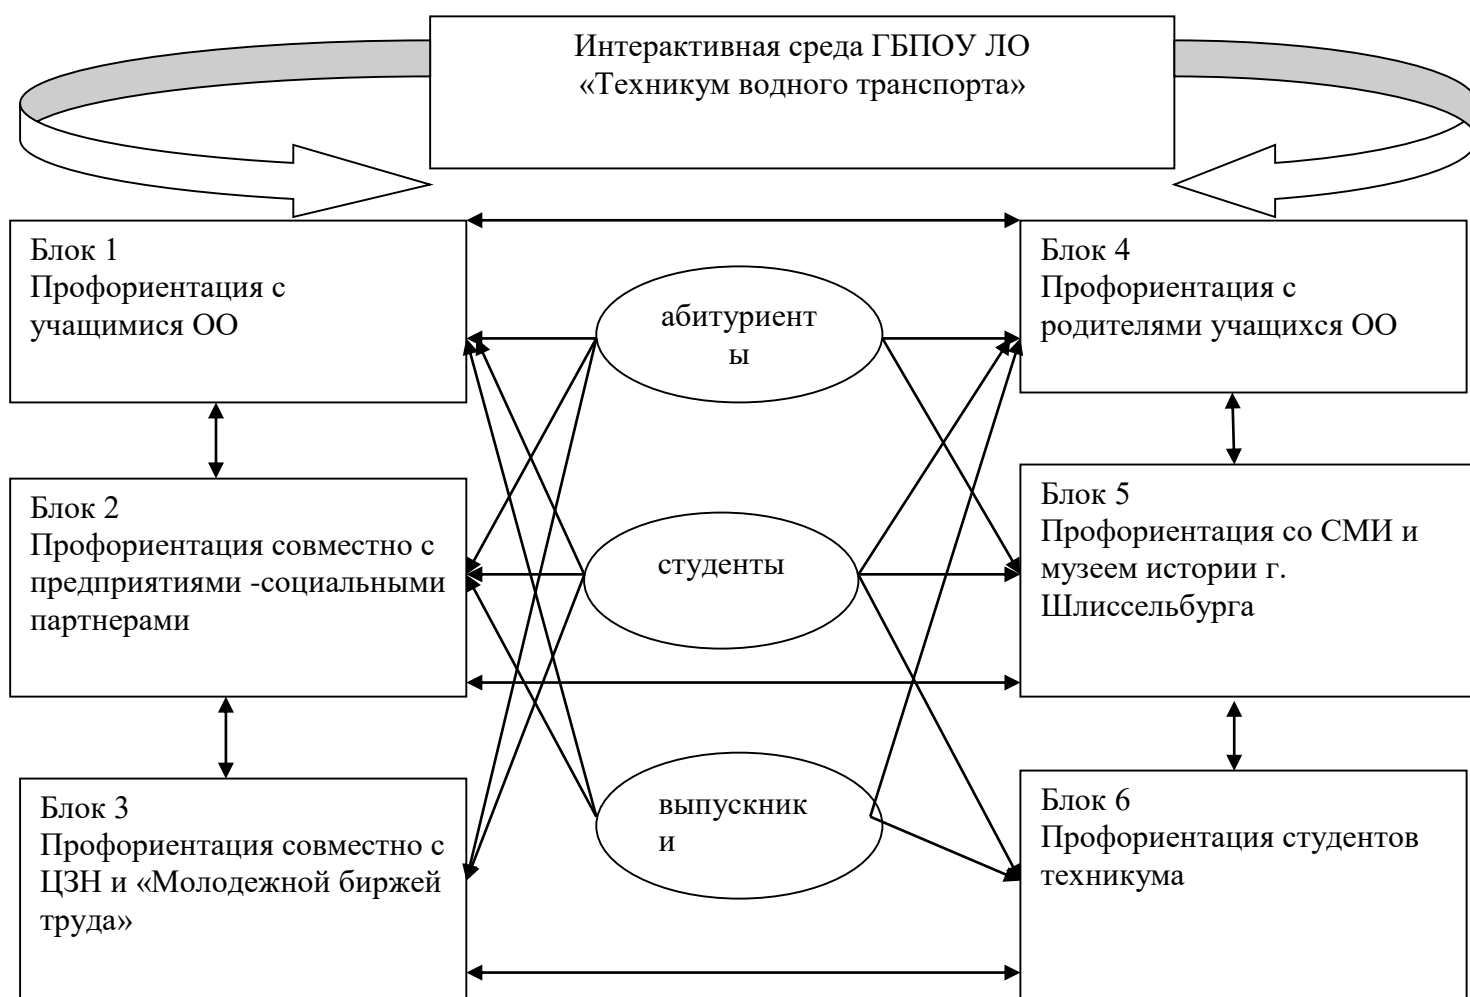 Интерактивная среда ГБПОУ ЛО
«Техникум водного транспорта»
Блок 1
Профориентация с
учащимися ОО
Блок 4
Профориентация с
родителями учащихся ОО
абитуриент
ы
Блок 2
Профориентация совместно с
предприятиями -социальными
партнерами
студенты
Блок 5
Профориентация со СМИ и
музеем истории г.
Шлиссельбурга
Блок 3
Профориентация совместно с
ЦЗН и «Молодежной биржей
труда»
выпускник
и
Блок 6
Профориентация студентов
техникума